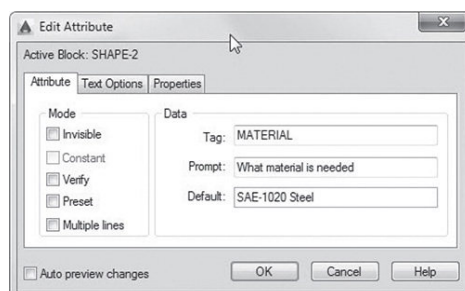 Edit Attribute
Active Block: SHAPE-2
Attribute Text Options Properties
Mode
Invisible
Constant
Verify
Preset
Multiple lines
Data
Tag: MATERIAL
Prompt: What material is needed
Default: SAE-1020 Steel
Auto preview changes
OK Cancel Help